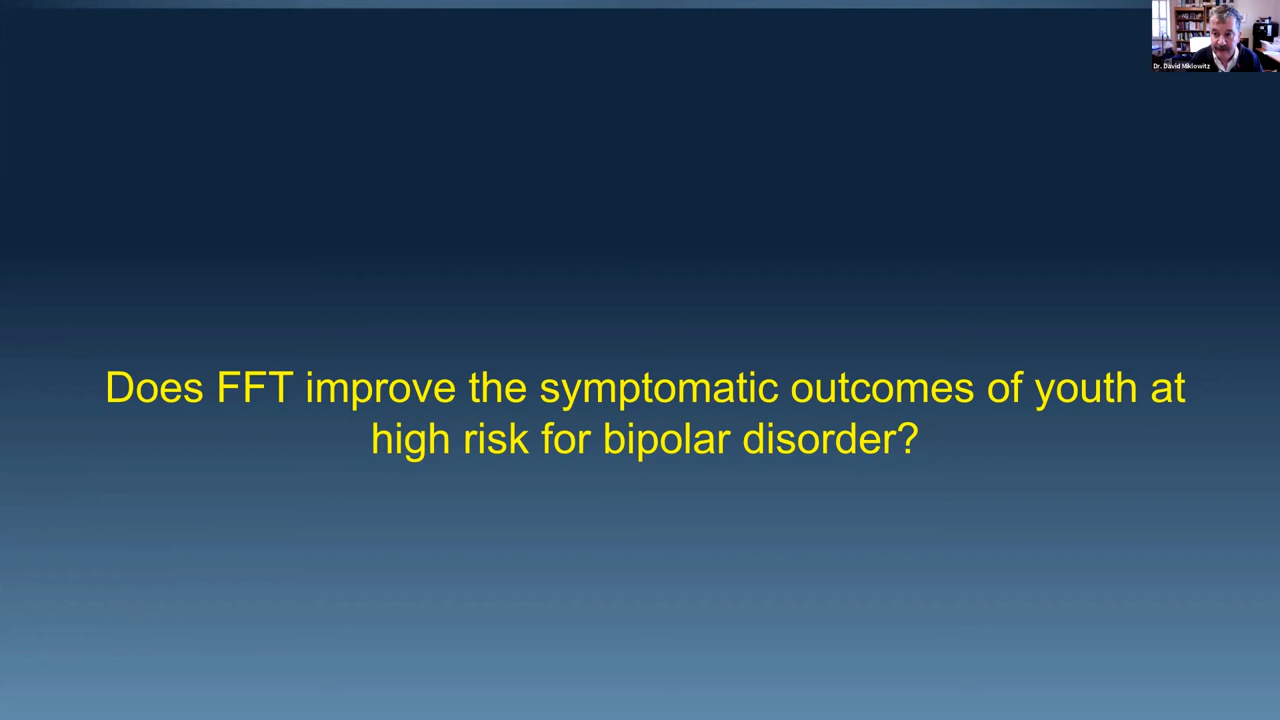 Dr. David Miklowitz
Does FFT improve the symptomatic outcomes of youth at
high risk for bipolar disorder?